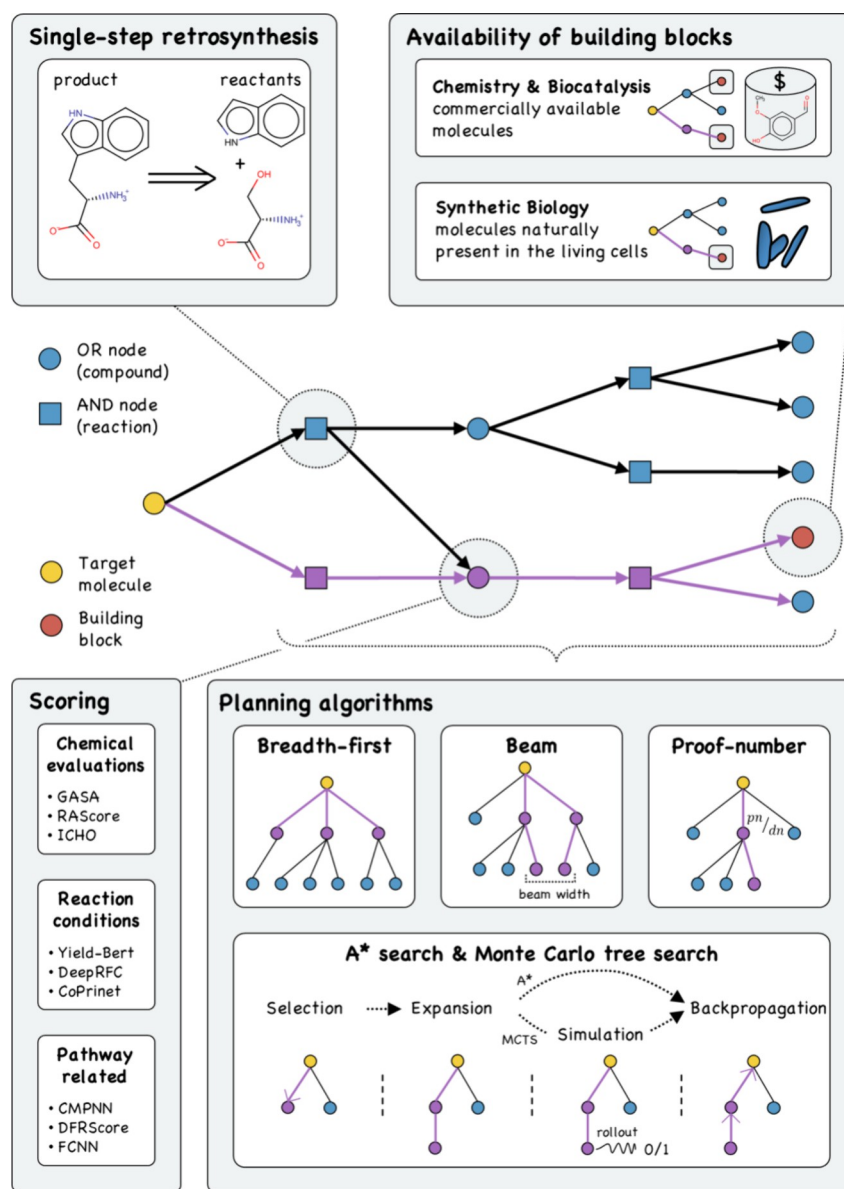 Single-step retrosynthesis
product
reactants
HN
NH₃⁺
O⁻
O
HN
+
OH
NH₃⁺
O⁻
O
Availability of building blocks
Chemistry & Biocatalysis
commercially available
molecules
$
CH₃
O
O
HO
Synthetic Biology
molecules naturally
present in the living cells
OR node
(compound)
AND node
(reaction)
Target
molecule
Building
block
Scoring
Chemical
evaluations
• GASA
• RAScore
• ICHO
Reaction
conditions
• Yield-Bert
• DeepRFC
• CoPrinet
Pathway
related
• CMPNN
• DFRScore
• FCNN
Planning algorithms
Breadth-first
Beam
beam width
Proof-number
pn/dn
A* search & Monte Carlo tree search
Selection
Expansion
A*
MCTS
Simulation
Backpropagation
rollout
0/1